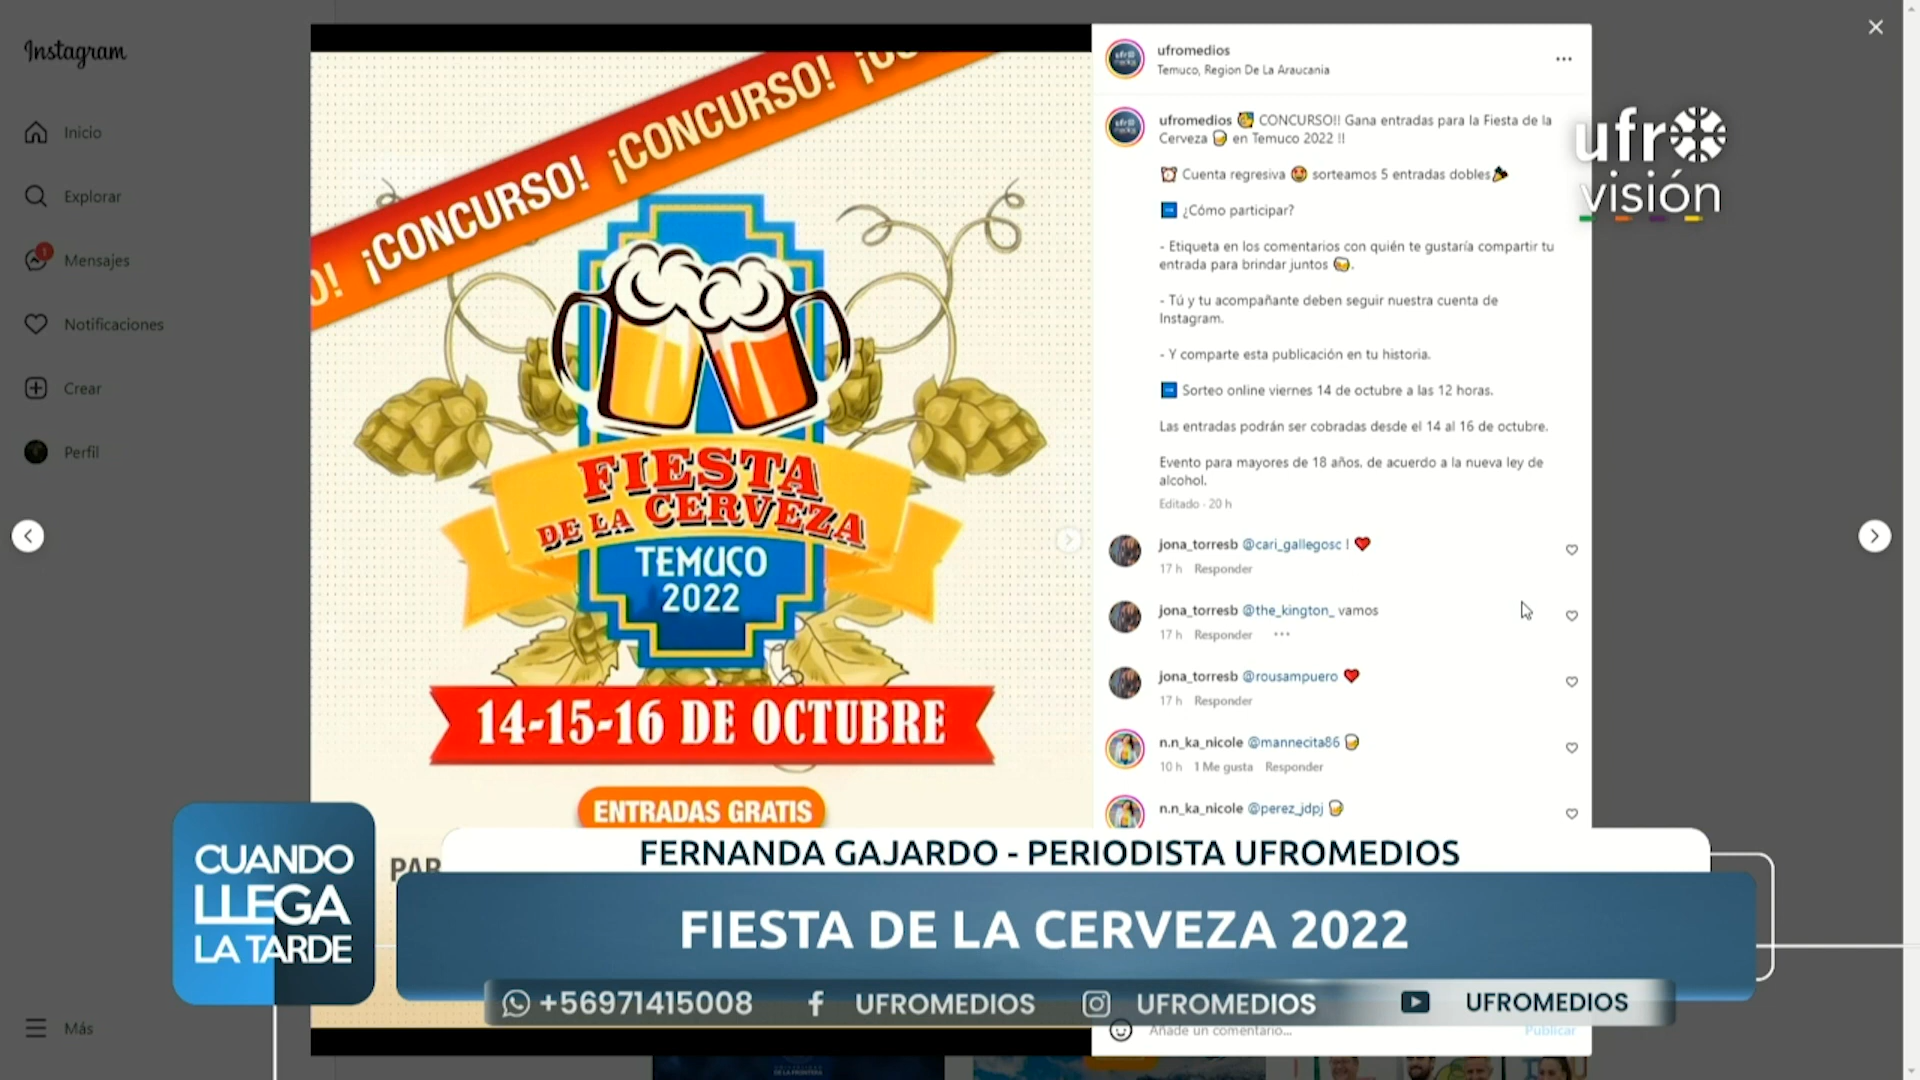 Instagram
Inicio
Explorar
1
Mensajes
Notificaciones
Crear
Perfil
Más
O! ¡CONCURSO! ¡CONCURSO! ¡CO
FIESTA
DE LA CERVEZA
TEMUCO
2022
14-15-16 DE OCTUBRE
ENTRADAS GRATIS
PAR
ufromedios
Temuco, Region De La Araucania
ufromedios CONCURSO!! Gana entradas para la Fiesta de la
Cerveza en Temuco 2022 !!
Cuenta regresiva sorteamos 5 entradas dobles
¿Cómo participar?
- Etiqueta en los comentarios con quién te gustaría compartir tu
entrada para brindar juntos .
- Tú y tu acompañante deben seguir nuestra cuenta de
Instagram.
- Y comparte esta publicación en tu historia.
Sorteo online viernes 14 de octubre a las 12 horas.
Las entradas podrán ser cobradas desde el 14 al 16 de octubre.
Evento para mayores de 18 años, de acuerdo a la nueva ley de
alcohol.
Editado · 20 h
jona_torresb @cari_gallegosc !
17 h Responder
jona_torresb @the_kington_ vamos
17 h Responder ...
jona_torresb @rousampuero
17 h Responder
n.n_ka_nicole @mannecita86
10 h 1 Me gusta Responder
n.n_ka_nicole @perez_jdpj
Añade un comentario...
Publicar
ufro
visión
CUANDO
LLEGA
LA TARDE
FERNANDA GAJARDO - PERIODISTA UFROMEDIOS
FIESTA DE LA CERVEZA 2022
+56971415008 UFROMEDIOS UFROMEDIOS UFROMEDIOS